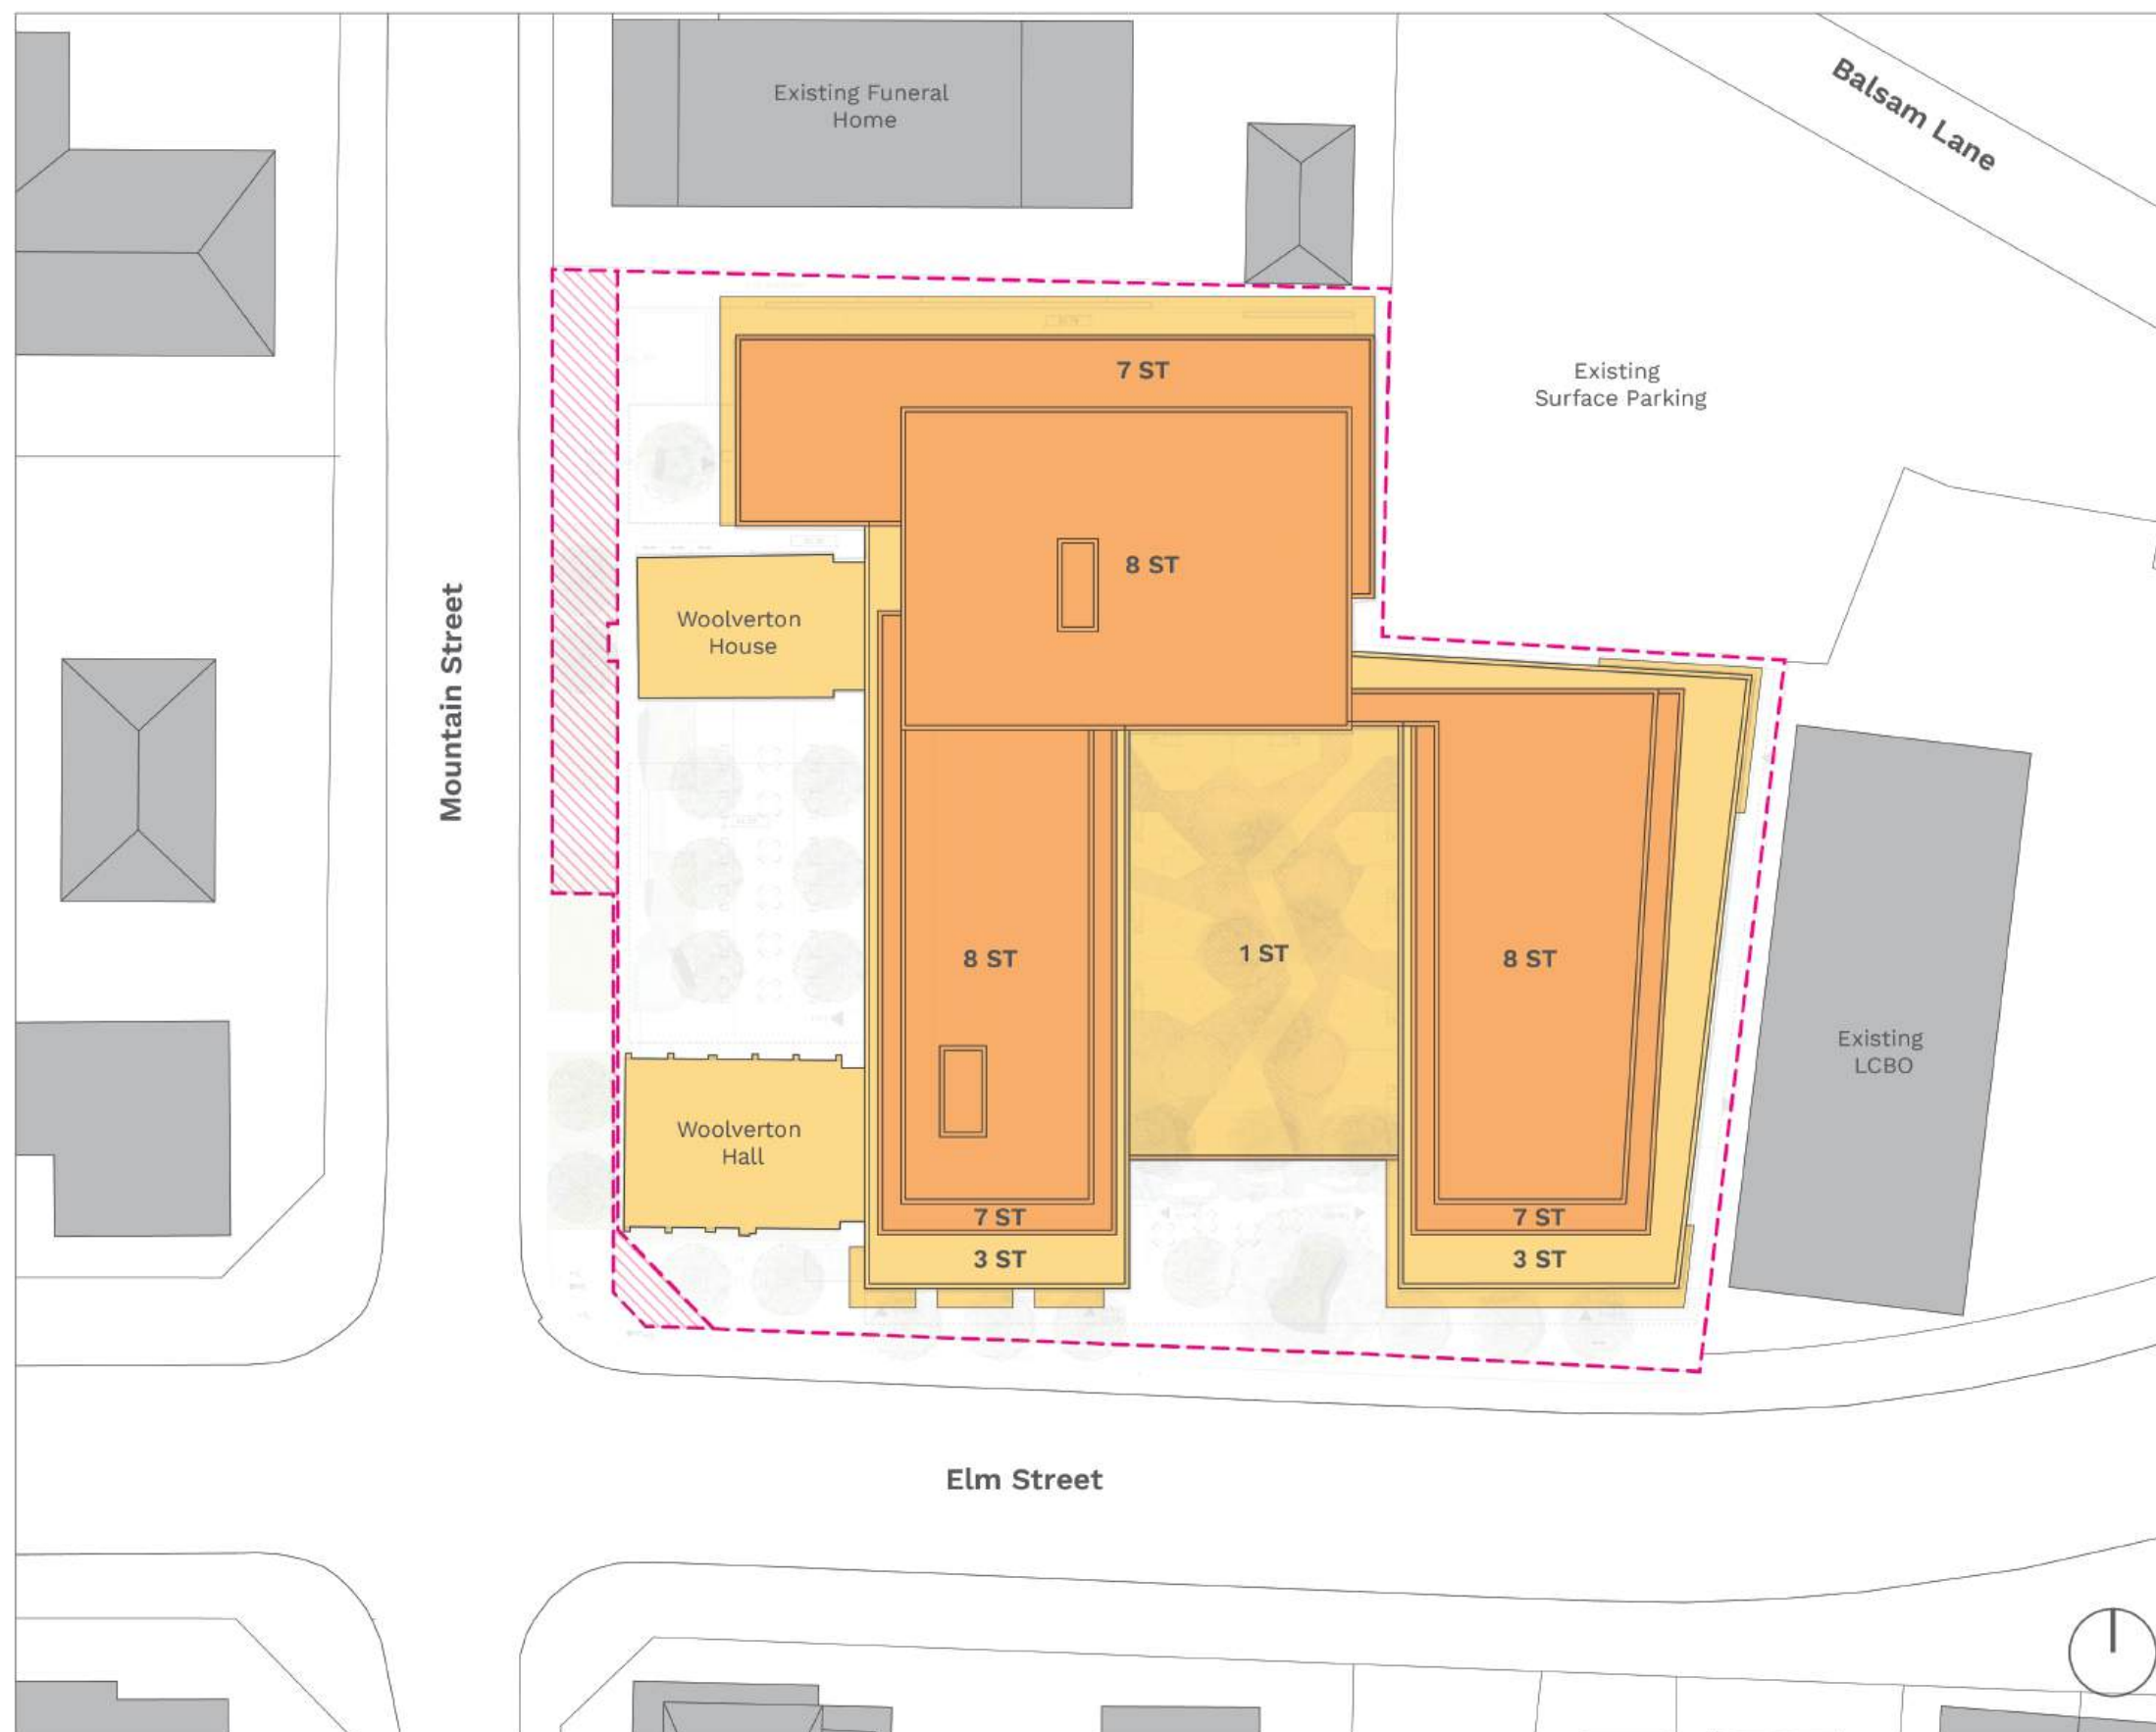 Existing Funeral
Home
Balsam Lane
7 ST
Existing
Surface Parking
8 ST
Woolverton
House
Mountain Street
8 ST
1 ST
8 ST
Existing
LCBO
Woolverton
Hall
7 ST
7 ST
3 ST
3 ST
Elm Street